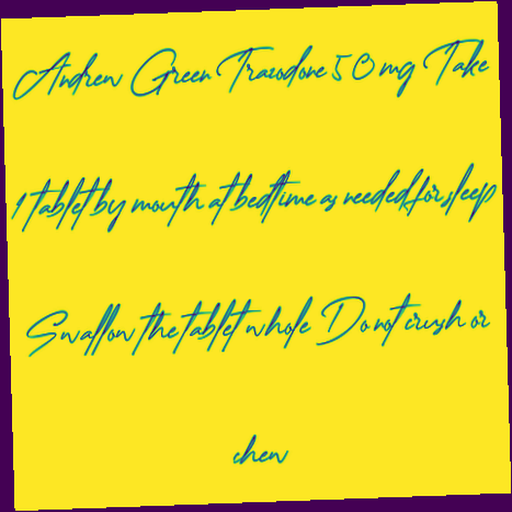 Andrew Green Trazodone 50 mg Take
1 tablet by mouth at bedtime as needed for sleep
Swallow the tablet whole Do not crush or
chew